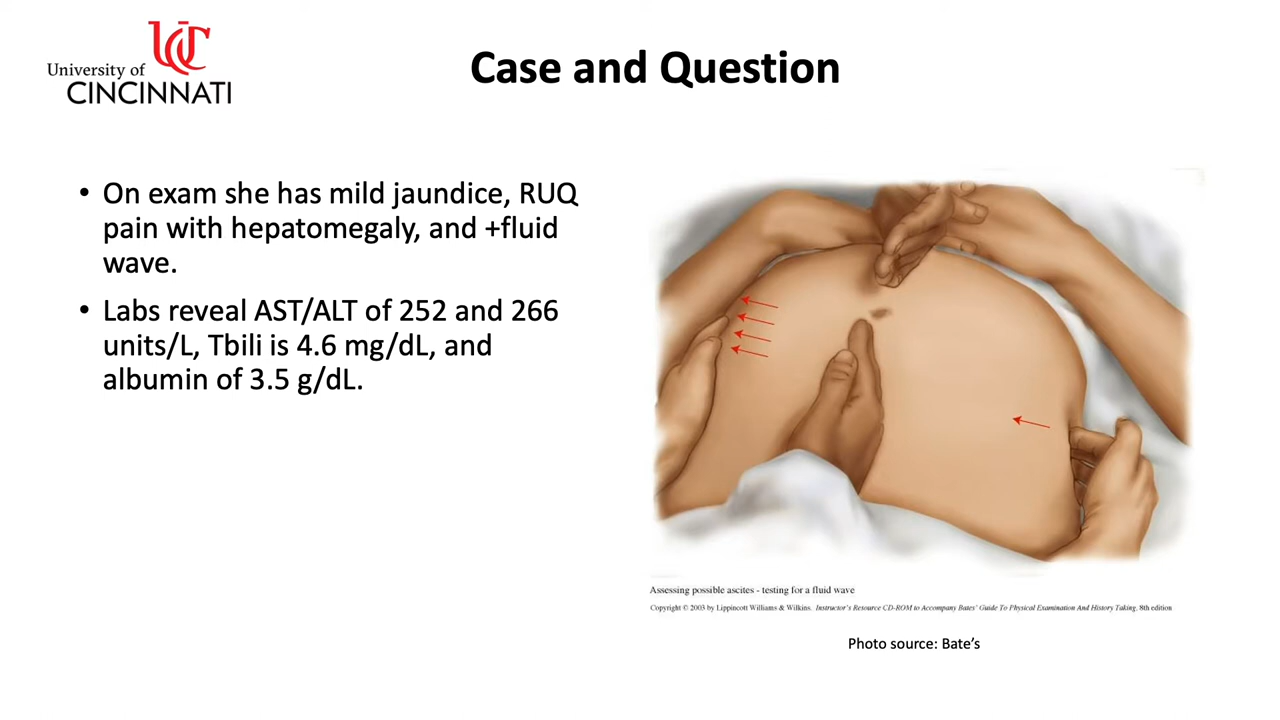 University of
CINCINNATI
Case and Question
• On exam she has mild jaundice, RUQ
pain with hepatomegaly, and +fluid
wave.
• Labs reveal AST/ALT of 252 and 266
units/L, Tbili is 4.6 mg/dL, and
albumin of 3.5 g/dL.
Assessing possible ascites - testing for a fluid wave
Copyright © 2003 by Lippincott Williams & Wilkins. Instructor's Resource CD-ROM to Accompany Bates' Guide To Physical Examination And History Taking, 8th edition
Photo source: Bate's